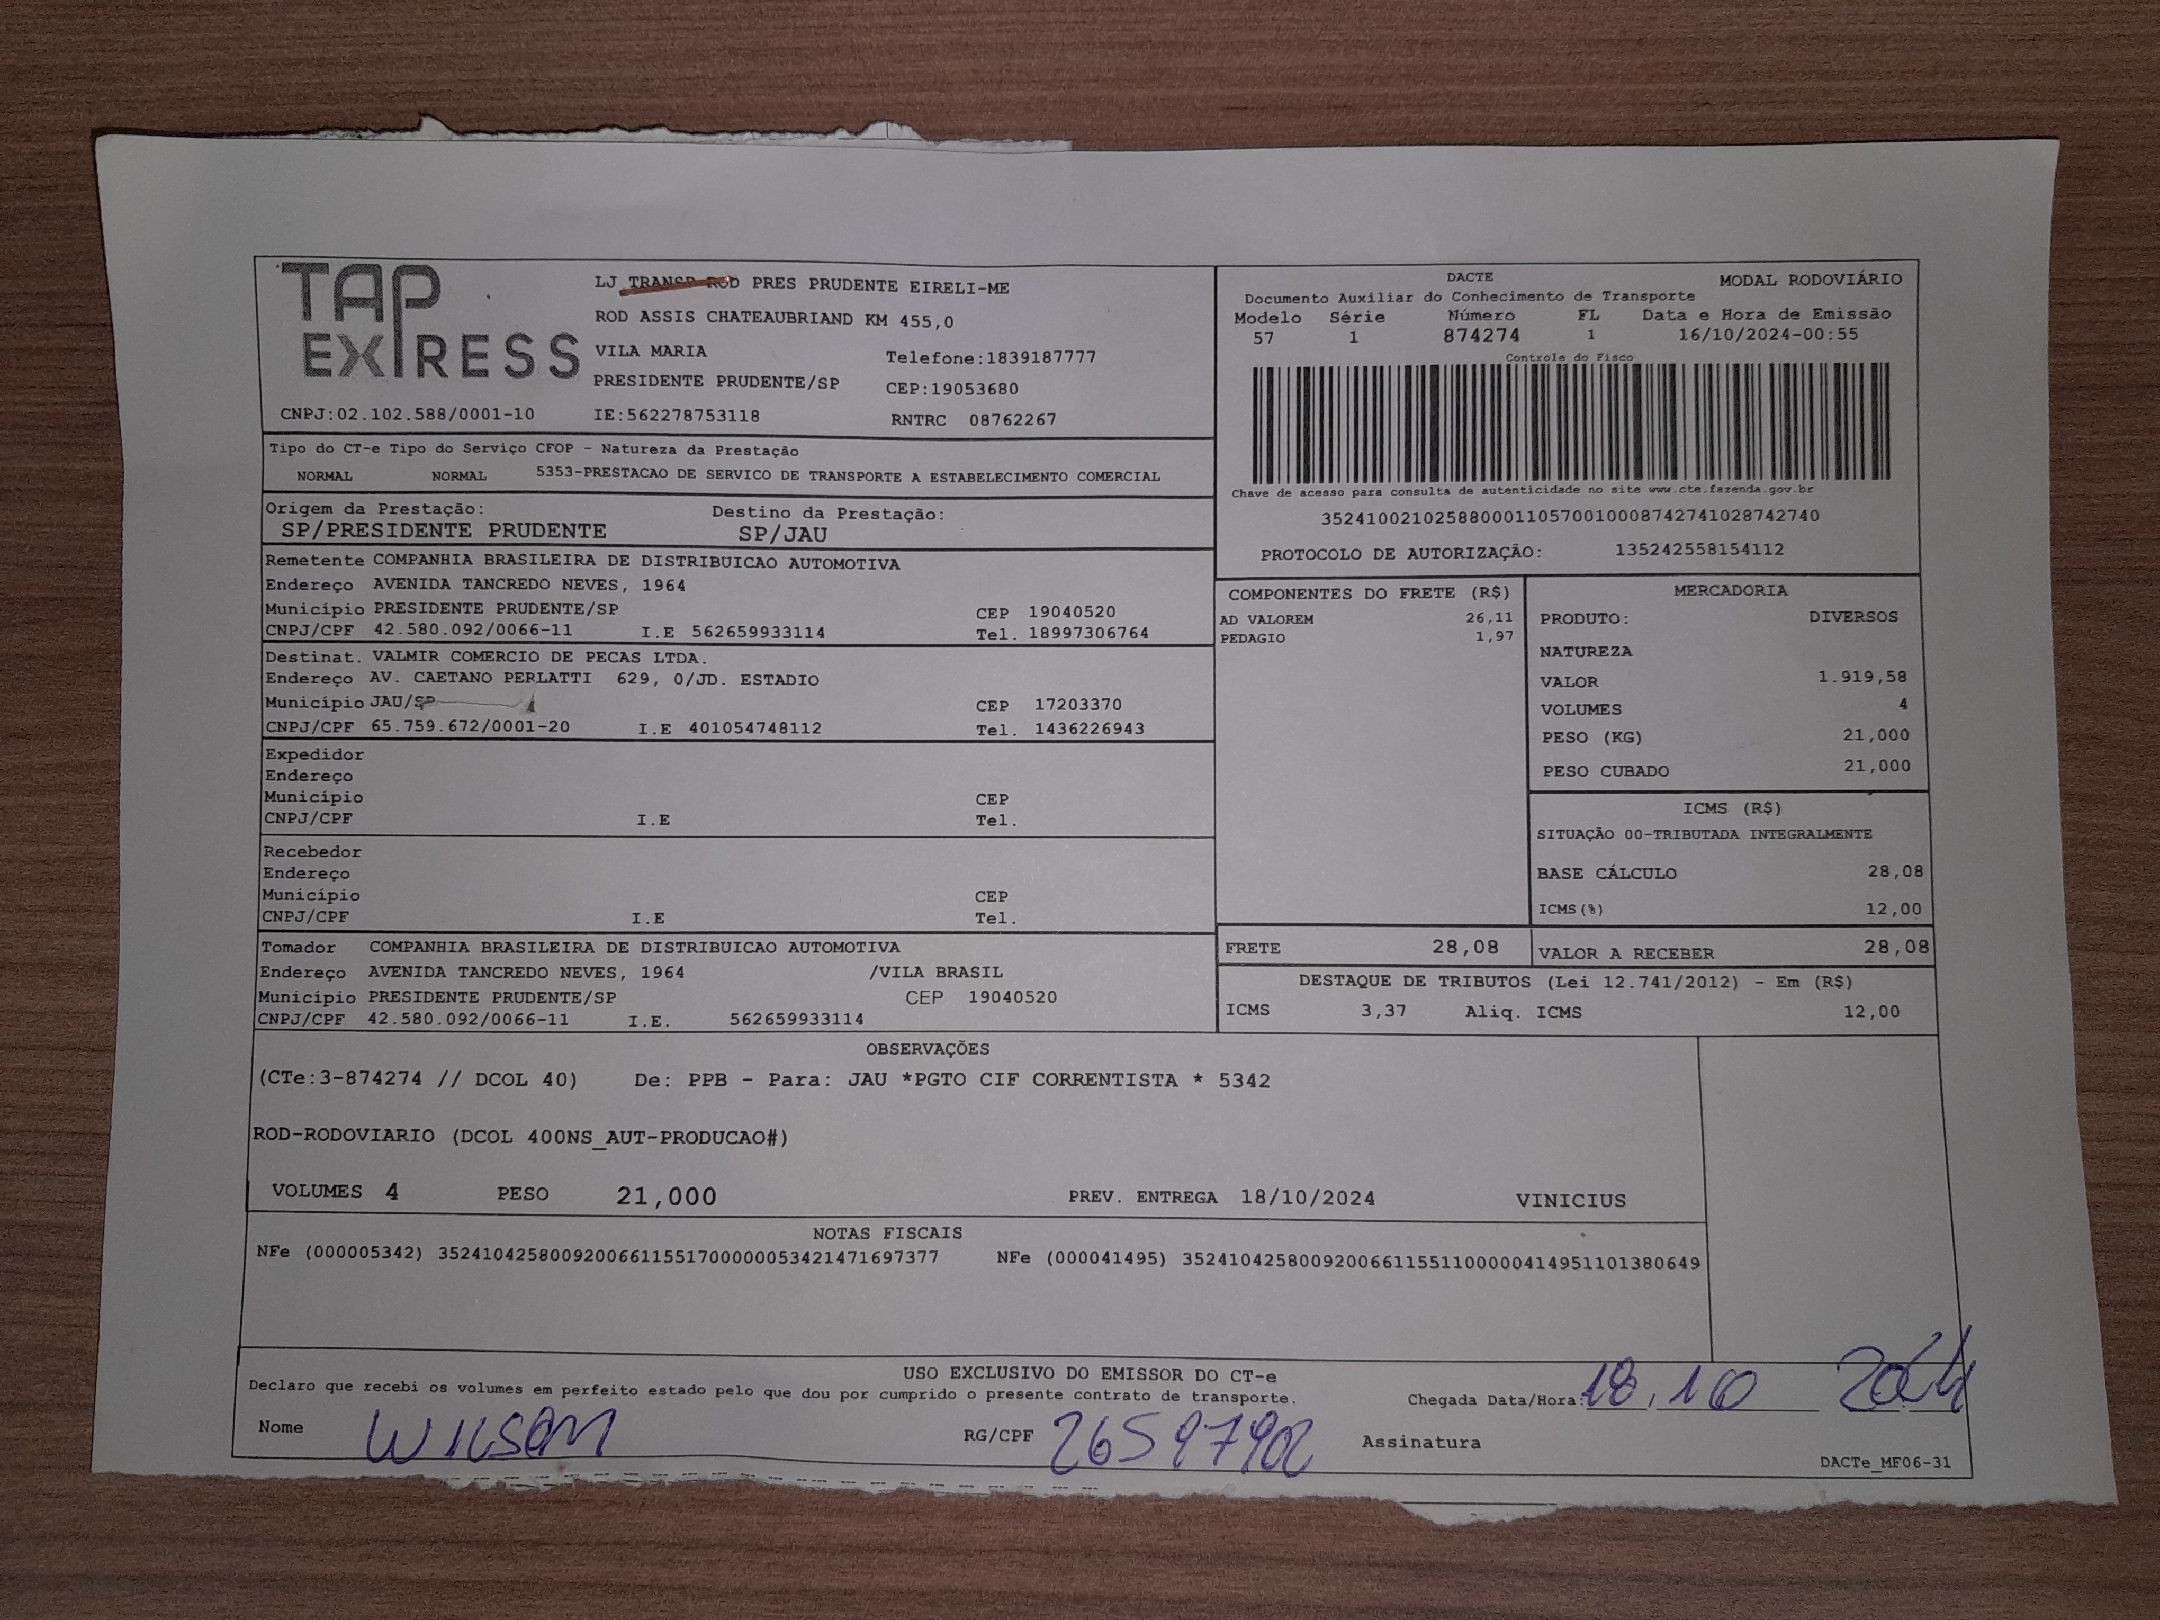 TAP EXPRESS
LJ TRANSP ROD PRES PRUDENTE EIRELI-ME
ROD ASSIS CHATEAUBRIAND KM 455,0
VILA MARIA Telefone:1839187777
PRESIDENTE PRUDENTE/SP CEP:19053680
CNPJ:02.102.588/0001-10 IE:562278753118 RNTRC 08762267
DACTE MODAL RODOVIÁRIO
Documento Auxiliar do Conhecimento de Transporte
Modelo Série Número FL Data e Hora de Emissão
57 1 874274 1 16/10/2024-00:55
Controle do Fisco
Chave de acesso para consulta de autenticidade no site www.cte.fazenda.gov.br
35241002102588000110570010008742741028742740
PROTOCOLO DE AUTORIZAÇÃO: 135242558154112
Tipo do CT-e Tipo do Serviço CFOP - Natureza da Prestação
NORMAL NORMAL 5353-PRESTACAO DE SERVICO DE TRANSPORTE A ESTABELECIMENTO COMERCIAL
Origem da Prestação: Destino da Prestação:
SP/PRESIDENTE PRUDENTE SP/JAU
Remetente COMPANHIA BRASILEIRA DE DISTRIBUICAO AUTOMOTIVA
Endereço AVENIDA TANCREDO NEVES, 1964
Município PRESIDENTE PRUDENTE/SP CEP 19040520
CNPJ/CPF 42.580.092/0066-11 I.E 562659933114 Tel. 18997306764
Destinat. VALMIR COMERCIO DE PECAS LTDA.
Endereço AV. CAETANO PERLATTI 629, 0/JD. ESTADIO
Município JAU/SP CEP 17203370
CNPJ/CPF 65.759.672/0001-20 I.E 401054748112 Tel. 1436226943
Expedidor
Endereço
Município CEP
CNPJ/CPF I.E Tel.
Recebedor
Endereço
Município CEP
CNPJ/CPF I.E Tel.
Tomador COMPANHIA BRASILEIRA DE DISTRIBUICAO AUTOMOTIVA
Endereço AVENIDA TANCREDO NEVES, 1964 /VILA BRASIL
Município PRESIDENTE PRUDENTE/SP CEP 19040520
CNPJ/CPF 42.580.092/0066-11 I.E. 562659933114
COMPONENTES DO FRETE (R$)
AD VALOREM 26,11
PEDAGIO 1,97
MERCADORIA
PRODUTO: DIVERSOS
NATUREZA
VALOR 1.919,58
VOLUMES 4
PESO (KG) 21,000
PESO CUBADO 21,000
ICMS (R$)
SITUAÇÃO 00-TRIBUTADA INTEGRALMENTE
BASE CÁLCULO 28,08
ICMS(%) 12,00
FRETE 28,08 VALOR A RECEBER 28,08
DESTAQUE DE TRIBUTOS (Lei 12.741/2012) - Em (R$)
ICMS 3,37 Aliq. ICMS 12,00
OBSERVAÇÕES
(CTe:3-874274 // DCOL 40) De: PPB - Para: JAU *PGTO CIF CORRENTISTA * 5342
ROD-RODOVIARIO (DCOL 400NS_AUT-PRODUCAO#)
VOLUMES 4 PESO 21,000 PREV. ENTREGA 18/10/2024 VINICIUS
NOTAS FISCAIS
NFe (000005342) 35241042580092006611551700000053421471697377 NFe (000041495) 35241042580092006611551100000414951101380649
USO EXCLUSIVO DO EMISSOR DO CT-e
Declaro que recebi os volumes em perfeito estado pelo que dou por cumprido o presente contrato de transporte.
Chegada Data/Hora: 18,10 2024
Nome WILSON RG/CPF 26597902 Assinatura
DACTe_MF06-31